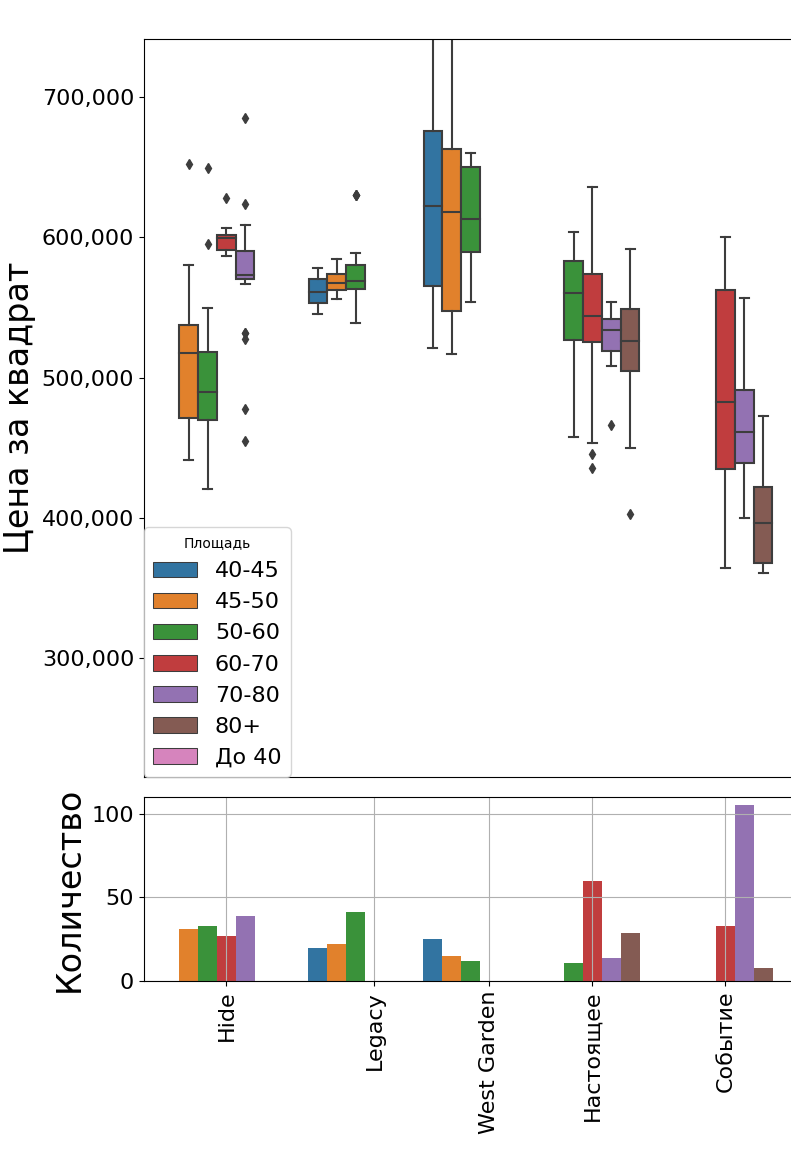 Цена за квадрат
700,000
600,000
500,000
400,000
300,000
Площадь
40-45
45-50
50-60
60-70
70-80
80+
До 40
Количество
100
50
0
Hide
Legacy
West Garden
Настоящее
Событие